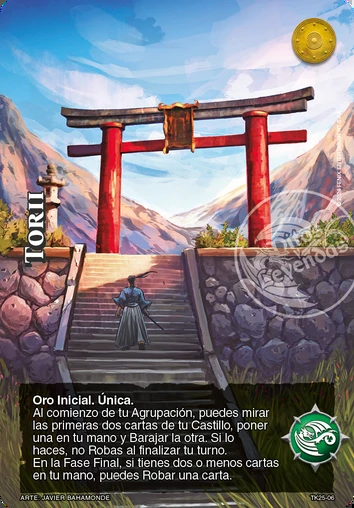 TORII
Oro Inicial. Única.
Al comienzo de tu Agrupación, puedes mirar
las primeras dos cartas de tu Castillo, poner
una en tu mano y Barajar la otra. Si lo
haces, no Robas al finalizar tu turno.
En la Fase Final, si tienes dos o menos cartas
en tu mano, puedes Robar una carta.
ARTE: JAVIER BAHAMONDE
TK25-06